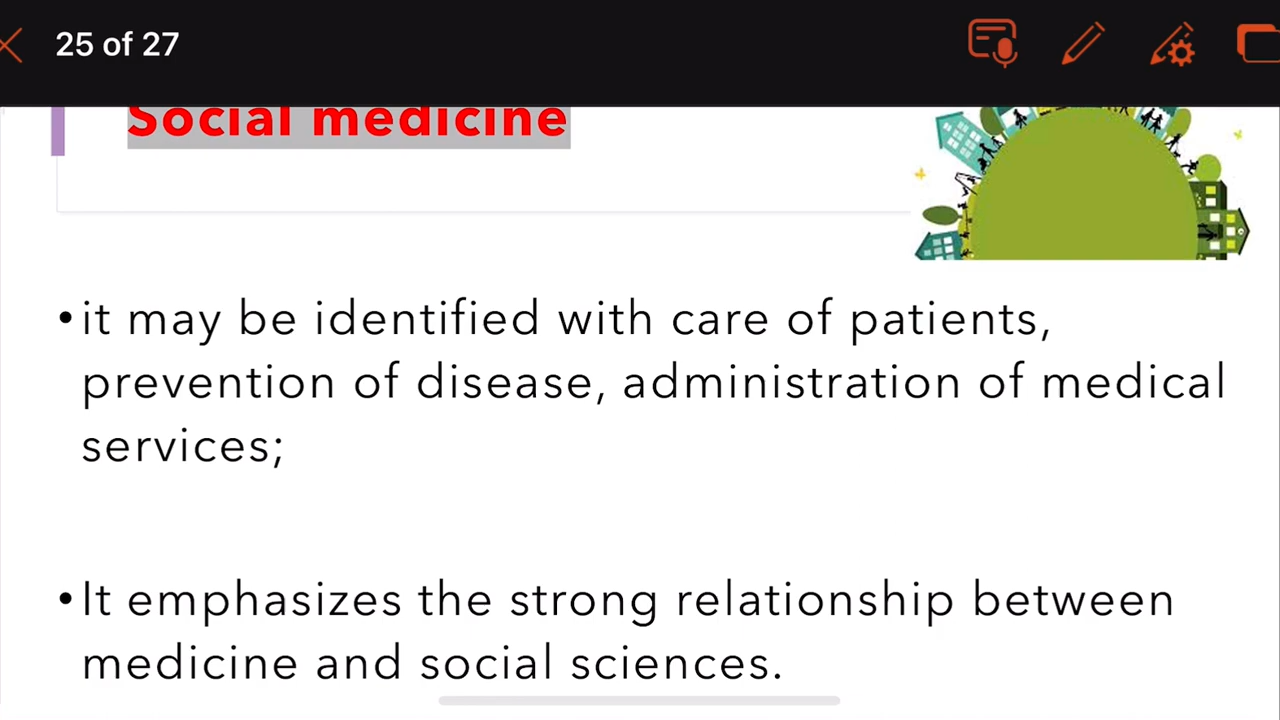 25 of 27
Social medicine
• it may be identified with care of patients,
prevention of disease, administration of medical
services;
• It emphasizes the strong relationship between
medicine and social sciences.